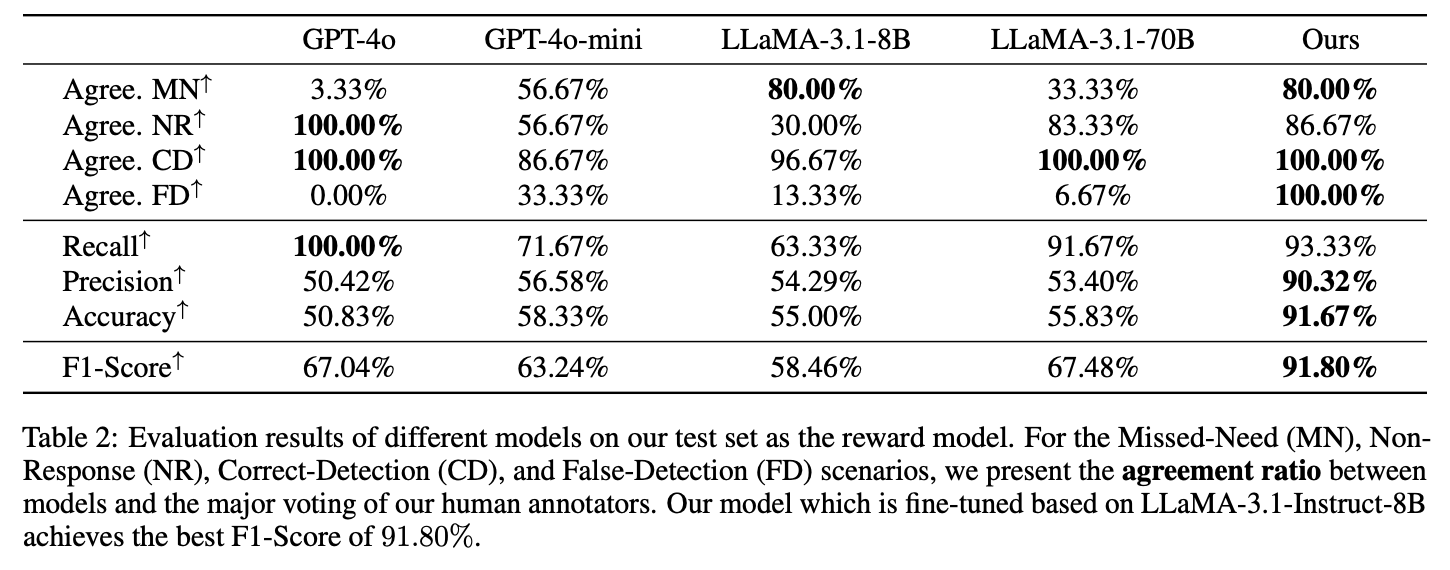 GPT-4o GPT-4o-mini LLaMA-3.1-8B LLaMA-3.1-70B Ours
Agree. MN↑ 3.33% 56.67% 80.00% 33.33% 80.00%
Agree. NR↑ 100.00% 56.67% 30.00% 83.33% 86.67%
Agree. CD↑ 100.00% 86.67% 96.67% 100.00% 100.00%
Agree. FD↑ 0.00% 33.33% 13.33% 6.67% 100.00%
Recall↑ 100.00% 71.67% 63.33% 91.67% 93.33%
Precision↑ 50.42% 56.58% 54.29% 53.40% 90.32%
Accuracy↑ 50.83% 58.33% 55.00% 55.83% 91.67%
F1-Score↑ 67.04% 63.24% 58.46% 67.48% 91.80%
Table 2: Evaluation results of different models on our test set as the reward model. For the Missed-Need (MN), Non-
Response (NR), Correct-Detection (CD), and False-Detection (FD) scenarios, we present the agreement ratio between
models and the major voting of our human annotators. Our model which is fine-tuned based on LLaMA-3.1-Instruct-8B
achieves the best F1-Score of 91.80%.